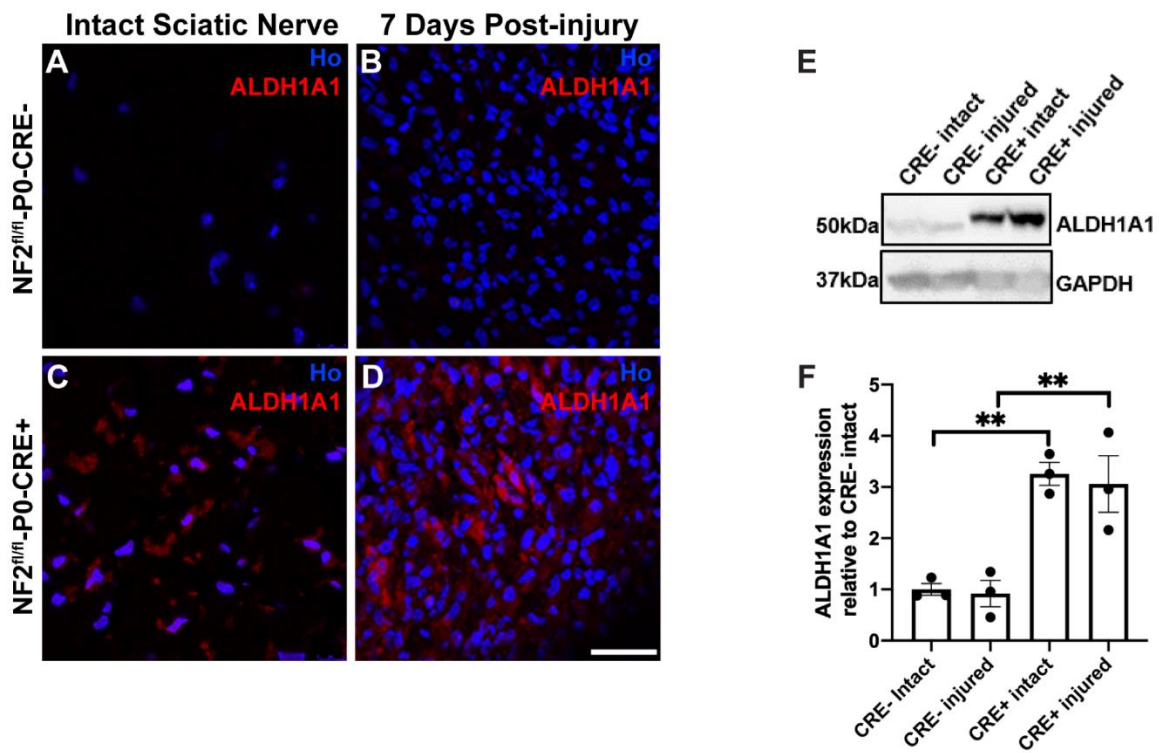 Intact Sciatic Nerve
7 Days Post-injury
NF2fl/fl-P0-CRE-
A
Ho
ALDH1A1
B
Ho
ALDH1A1
NF2fl/fl-P0-CRE+
C
Ho
ALDH1A1
D
Ho
ALDH1A1
E
CRE- intact
CRE- injured
CRE+ intact
CRE+ injured
50kDa
ALDH1A1
37kDa
GAPDH
F
ALDH1A1 expression
relative to CRE- intact
5
4
3
2
1
0
**
**
CRE- Intact
CRE- injured
CRE+ intact
CRE+ injured